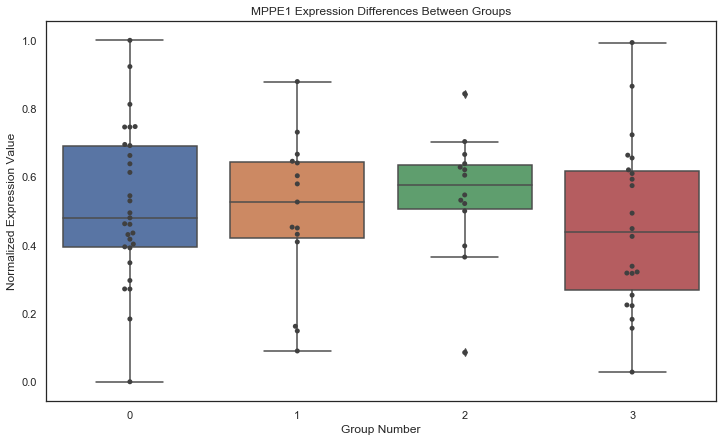 MPPE1 Expression Differences Between Groups
Normalized Expression Value
1.0
0.8
0.6
0.4
0.2
0.0
0 1 2 3
Group Number